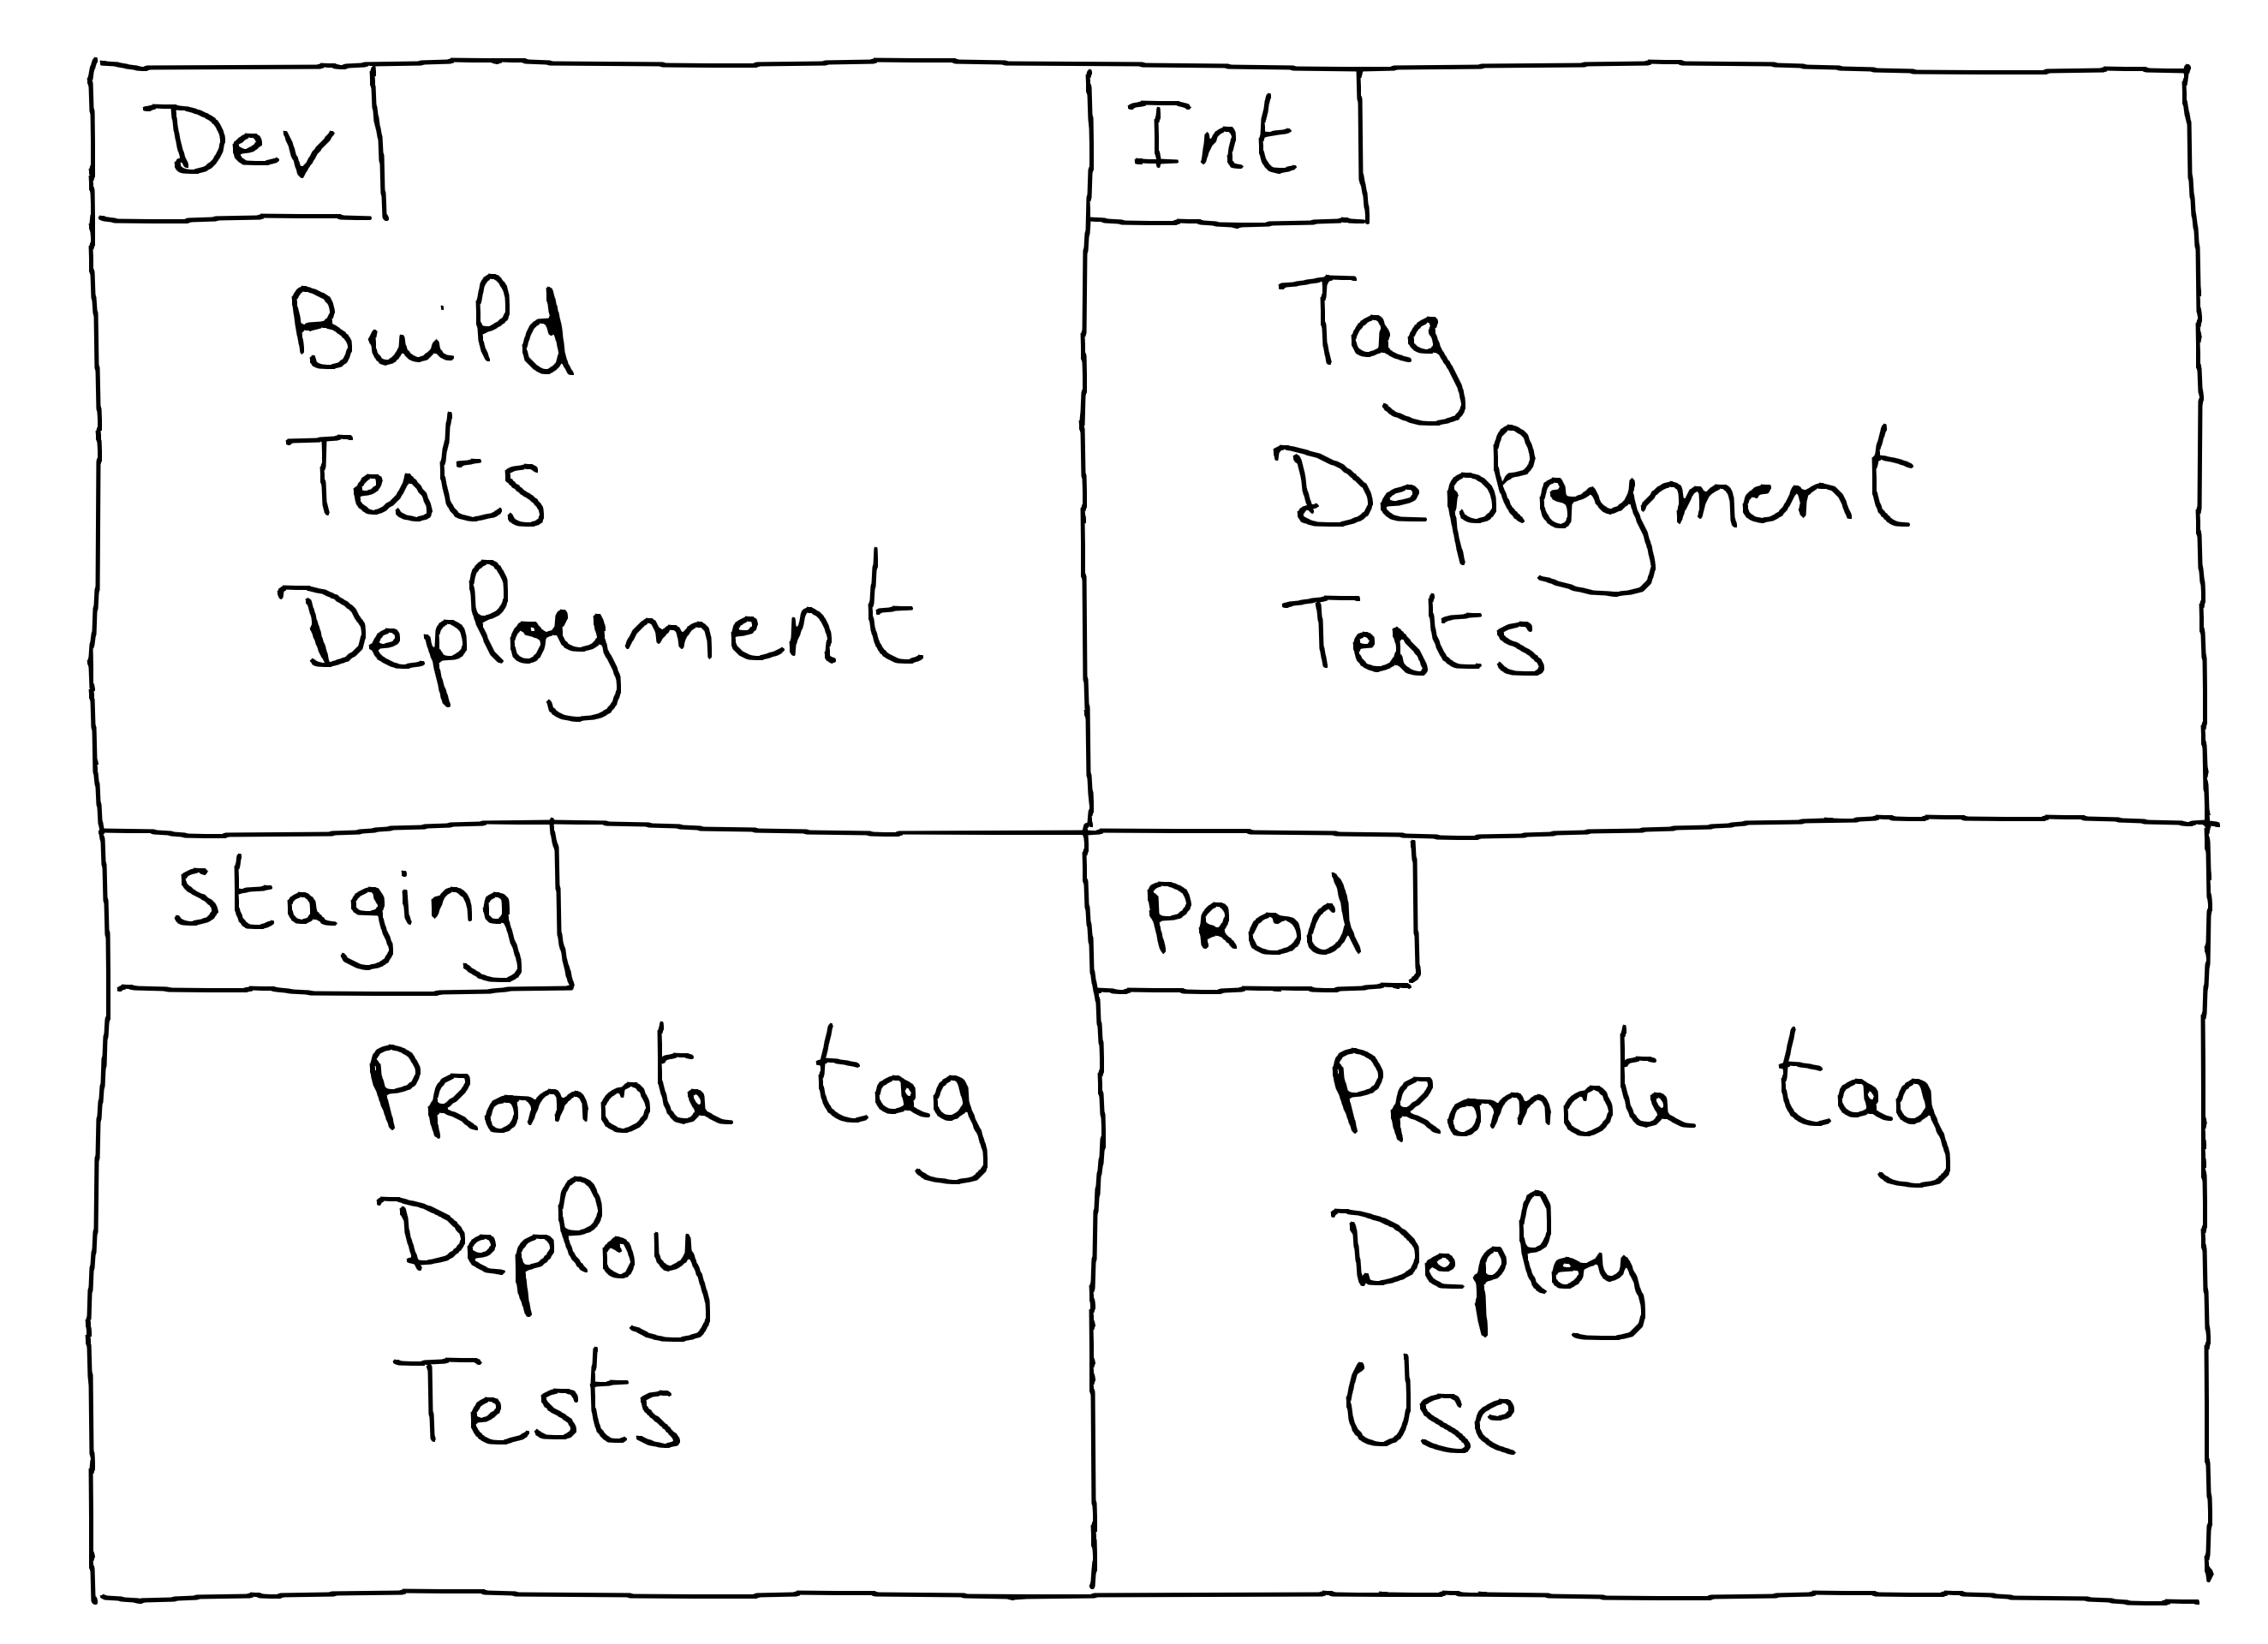 Dev
Build
Tests
Deployment
Int
Tag
Deployment
Tests
Staging
Promote tag
Deploy
Tests
Prod
Promote tag
Deploy
Use